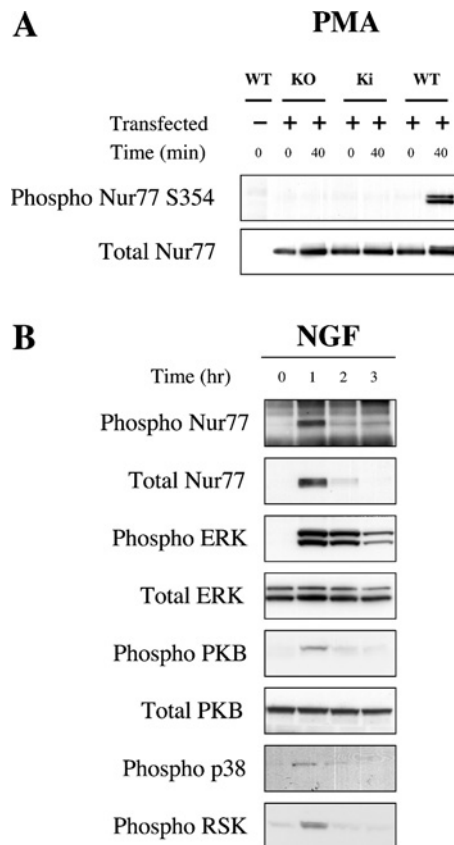 A
PMA
WT KO Ki WT
Transfected − + + + + + +
Time (min) 0 0 40 0 40 0 40
Phospho Nur77 S354
Total Nur77
B
NGF
Time (hr) 0 1 2 3
Phospho Nur77
Total Nur77
Phospho ERK
Total ERK
Phospho PKB
Total PKB
Phospho p38
Phospho RSK